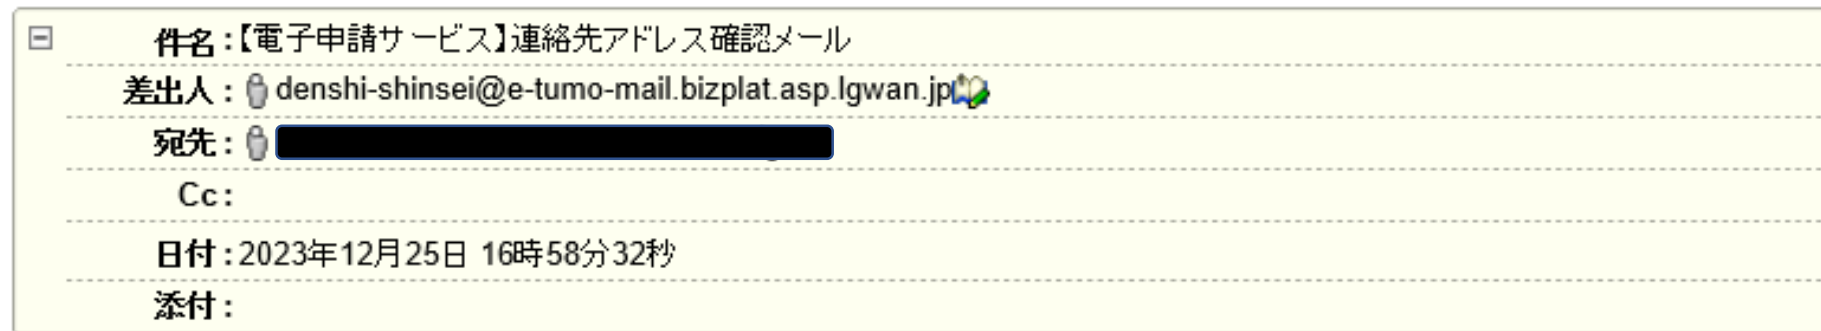 件名：【電子申請サービス】連絡先アドレス確認メール
差出人： denshi-shinsei@e-tumo-mail.bizplat.asp.lgwan.jp
宛先：
Cc：
日付：2023年12月25日 16時58分32秒
添付：